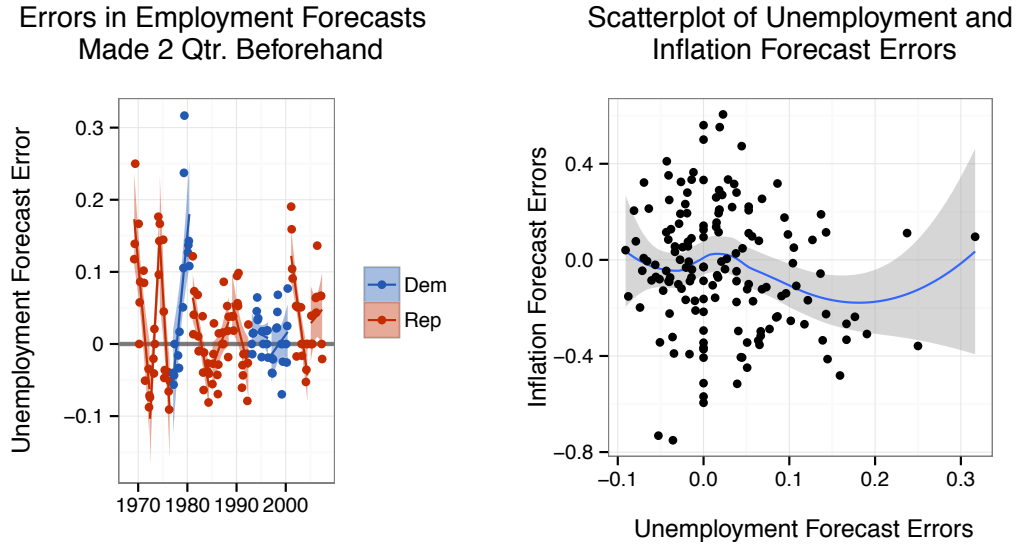 Errors in Employment Forecasts
Made 2 Qtr. Beforehand
Unemployment Forecast Error
0.3
0.2
0.1
0
−0.1
1970 1980 1990 2000
Dem
Rep
Scatterplot of Unemployment and
Inflation Forecast Errors
Inflation Forecast Errors
0.4
0.0
−0.4
−0.8
−0.1 0.0 0.1 0.2 0.3
Unemployment Forecast Errors